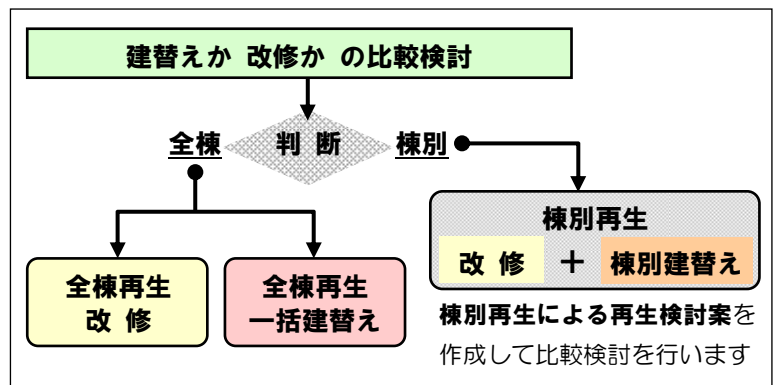 建替えか 改修か の比較検討
全棟 判 断 棟別
棟別再生
改 修 ＋ 棟別建替え
全棟再生
改 修
全棟再生
一括建替え
棟別再生による再生検討案を
作成して比較検討を行います